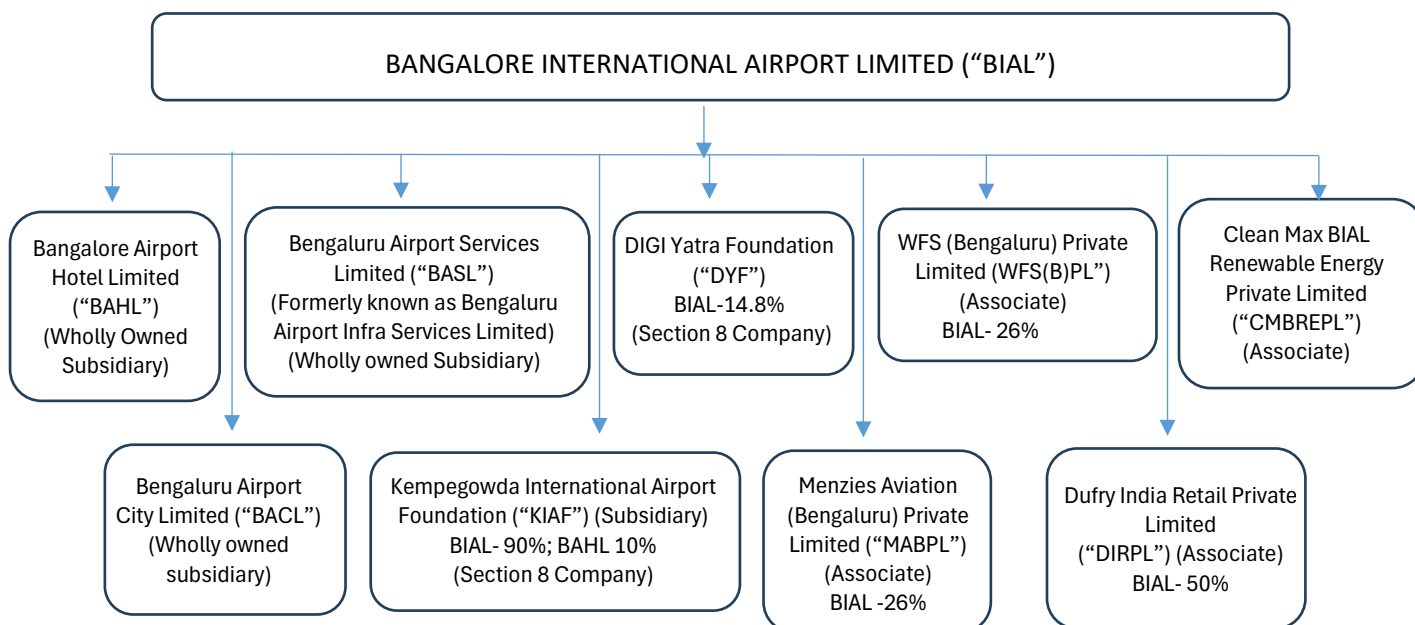 BANGALORE INTERNATIONAL AIRPORT LIMITED (“BIAL”)
Bangalore Airport
Hotel Limited
(“BAHL”)
(Wholly Owned
Subsidiary)
Bengaluru Airport Services
Limited (“BASL”)
(Formerly known as Bengaluru
Airport Infra Services Limited)
(Wholly owned Subsidiary)
DIGI Yatra Foundation
(“DYF”)
BIAL-14.8%
(Section 8 Company)
WFS (Bengaluru) Private
Limited (WFS(B)PL”)
(Associate)
BIAL- 26%
Clean Max BIAL
Renewable Energy
Private Limited
(“CMBREPL”)
(Associate)
Bengaluru Airport
City Limited (“BACL”)
(Wholly owned
subsidiary)
Kempegowda International Airport
Foundation (“KIAF”) (Subsidiary)
BIAL- 90%; BAHL 10%
(Section 8 Company)
Menzies Aviation
(Bengaluru) Private
Limited (“MABPL”)
(Associate)
BIAL -26%
Dufry India Retail Private
Limited
(“DIRPL”) (Associate)
BIAL- 50%